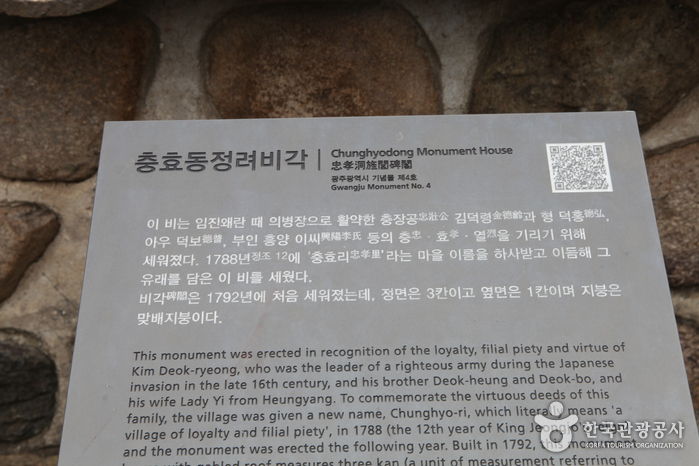 충효동정려비각
Chunghyodong Monument House
忠孝洞旌閭碑閣
광주광역시 기념물 제4호
Gwangju Monument No. 4
이 비는 임진왜란 때 의병장으로 활약한 충장공忠壯公 김덕령金德齡과 형 덕홍德弘,
아우 덕보德普, 부인 흥양 이씨興陽李氏 등의 충忠 · 효孝 · 열烈을 기리기 위해
세워졌다. 1788년정조 12에 '충효리忠孝里'라는 마을 이름을 하사받고 이듬해 그
유래를 담은 이 비를 세웠다.
비각碑閣은 1792년에 처음 세워졌는데, 정면은 3칸이고 옆면은 1칸이며 지붕은
맞배지붕이다.
This monument was erected in recognition of the loyalty, filial piety and virtue of
Kim Deok-ryeong, who was the leader of a righteous army during the Japanese
invasion in the late 16th century, and his brother Deok-heung and Deok-bo, and
his wife Lady Yi from Heungyang. To commemorate the virtuous deeds of this
family, the village was given a new name, Chunghyo-ri, which literally means 'a
village of loyalty and filial piety', in 1788 (the 12th year of King Jeongjo
and the monument was erected the following year. Built in 1792, the
with gabled roof measures three kan (a unit of measurement referring to
한국관광공사
KOREA TOURISM ORGANIZATION